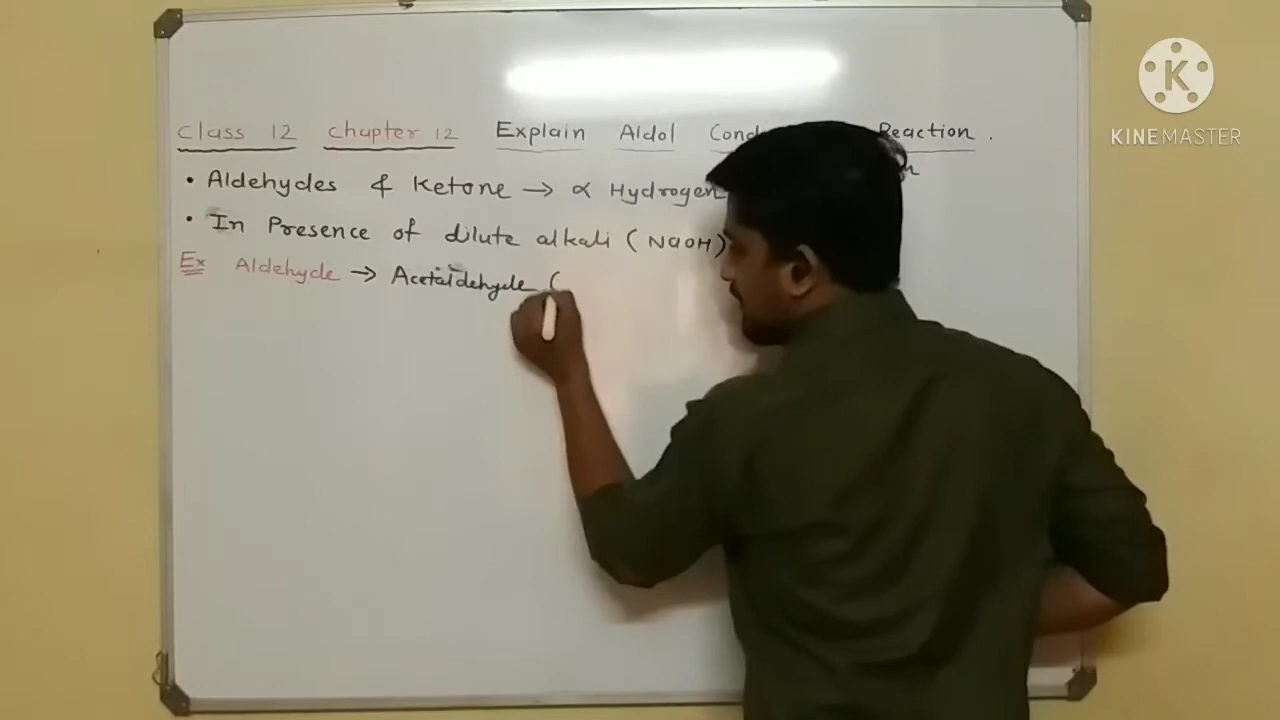 KINEMASTER
Class 12 Chapter 12 Explain Aldol Reaction .
• Aldehydes & Ketone → α Hydrogen
• In Presence of dilute alkali (NaOH)
Ex Aldehyde → Acetaldehyde (